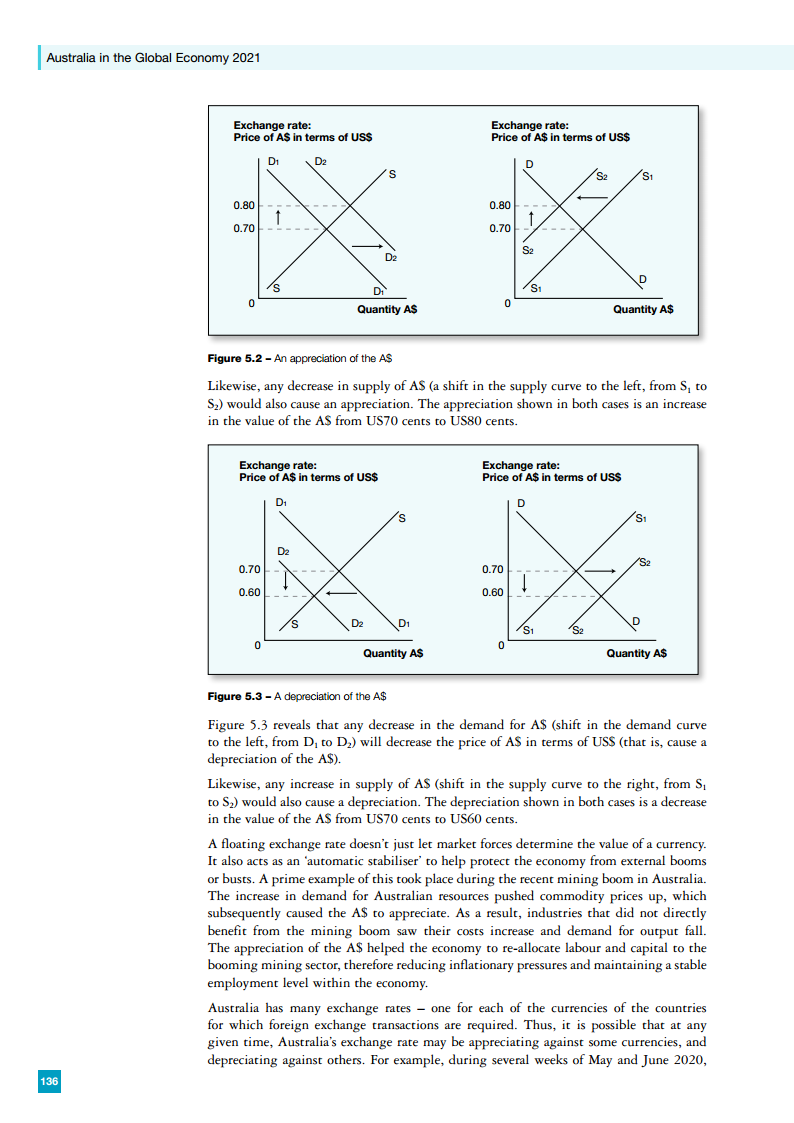 Australia in the Global Economy 2021
Exchange rate:
Price of A$ in terms of US$
D1
D2
S
0.80
0.70
D2
S
D1
0
Quantity A$
Exchange rate:
Price of A$ in terms of US$
D
S2
S1
0.80
0.70
S2
S1
D
0
Quantity A$
Figure 5.2 – An appreciation of the A$
Likewise, any decrease in supply of A$ (a shift in the supply curve to the left, from S1 to
S2) would also cause an appreciation. The appreciation shown in both cases is an increase
in the value of the A$ from US70 cents to US80 cents.
Exchange rate:
Price of A$ in terms of US$
D1
S
D2
0.70
0.60
S
D2
D1
0
Quantity A$
Exchange rate:
Price of A$ in terms of US$
D
S1
S2
0.70
0.60
S1
S2
D
0
Quantity A$
Figure 5.3 – A depreciation of the A$
Figure 5.3 reveals that any decrease in the demand for A$ (shift in the demand curve
to the left, from D1 to D2) will decrease the price of A$ in terms of US$ (that is, cause a
depreciation of the A$).
Likewise, any increase in supply of A$ (shift in the supply curve to the right, from S1
to S2) would also cause a depreciation. The depreciation shown in both cases is a decrease
in the value of the A$ from US70 cents to US60 cents.
A floating exchange rate doesn’t just let market forces determine the value of a currency.
It also acts as an ‘automatic stabiliser’ to help protect the economy from external booms
or busts. A prime example of this took place during the recent mining boom in Australia.
The increase in demand for Australian resources pushed commodity prices up, which
subsequently caused the A$ to appreciate. As a result, industries that did not directly
benefit from the mining boom saw their costs increase and demand for output fall.
The appreciation of the A$ helped the economy to re-allocate labour and capital to the
booming mining sector, therefore reducing inflationary pressures and maintaining a stable
employment level within the economy.
Australia has many exchange rates – one for each of the currencies of the countries
for which foreign exchange transactions are required. Thus, it is possible that at any
given time, Australia’s exchange rate may be appreciating against some currencies, and
depreciating against others. For example, during several weeks of May and June 2020,
136